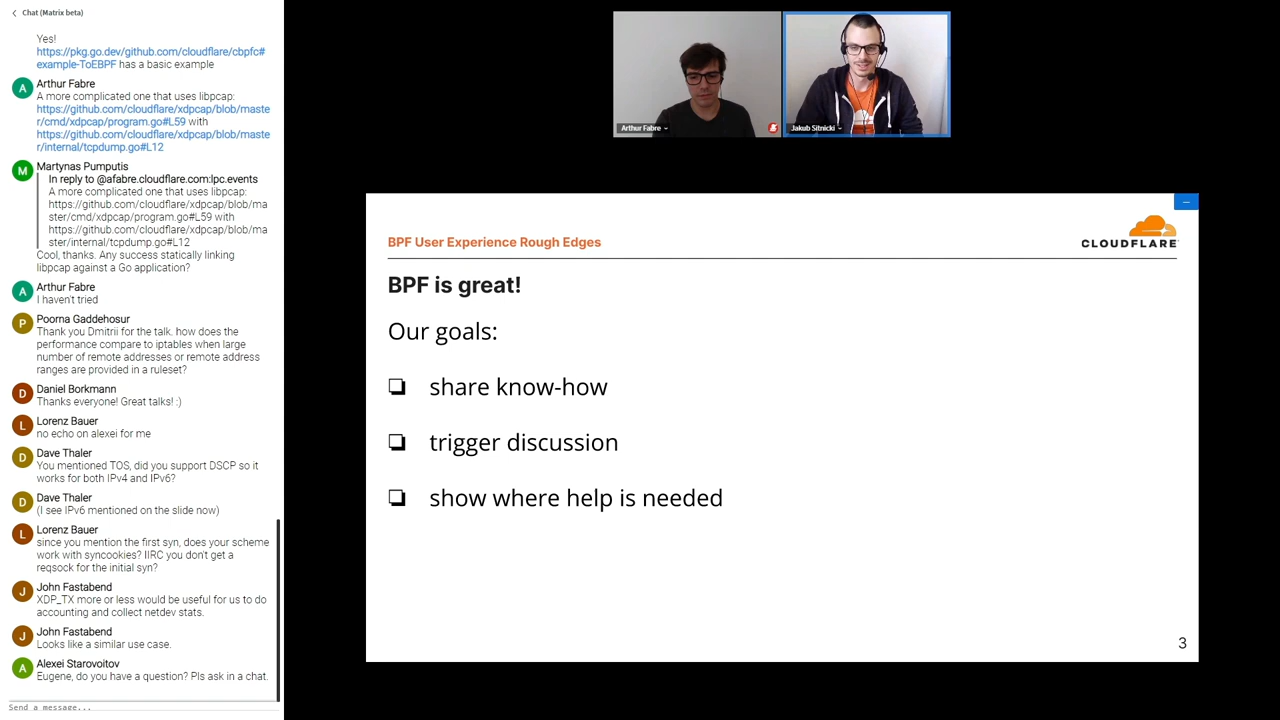 Chat (Matrix beta)
Yes!
https://pkg.go.dev/github.com/cloudflare/cbpfc#
example-ToEBPF has a basic example
A
Arthur Fabre
A more complicated one that uses libpcap:
https://github.com/cloudflare/xdpcap/blob/maste
r/cmd/xdpcap/program.go#L59 with
https://github.com/cloudflare/xdpcap/blob/maste
r/internal/tcpdump.go#L12
M
Martynas Pumputis
In reply to @afabre.cloudflare.com:lpc.events
A more complicated one that uses libpcap:
https://github.com/cloudflare/xdpcap/blob/ma
ster/cmd/xdpcap/program.go#L59 with
https://github.com/cloudflare/xdpcap/blob/ma
ster/internal/tcpdump.go#L12
Cool, thanks. Any success statically linking
libpcap against a Go application?
A
Arthur Fabre
I haven't tried
P
Poorna Gaddehosur
Thank you Dmitrii for the talk. how does the
performance compare to iptables when large
number of remote addresses or remote address
ranges are provided in a ruleset?
D
Daniel Borkmann
Thanks everyone! Great talks! :)
L
Lorenz Bauer
no echo on alexei for me
D
Dave Thaler
You mentioned TOS, did you support DSCP so it
works for both IPv4 and IPv6?
D
Dave Thaler
(I see IPv6 mentioned on the slide now)
L
Lorenz Bauer
since you mention the first syn, does your scheme
work with syncookies? IIRC you don't get a
reqsock for the initial syn?
J
John Fastabend
XDP_TX more or less would be useful for us to do
accounting and collect netdev stats.
J
John Fastabend
Looks like a similar use case.
A
Alexei Starovoitov
Eugene, do you have a question? Pls ask in a chat.
Send a message...
Arthur Fabre
Jakub Sitnicki
BPF User Experience Rough Edges
CLOUDFLARE
BPF is great!
Our goals:
❏ share know-how
❏ trigger discussion
❏ show where help is needed
3